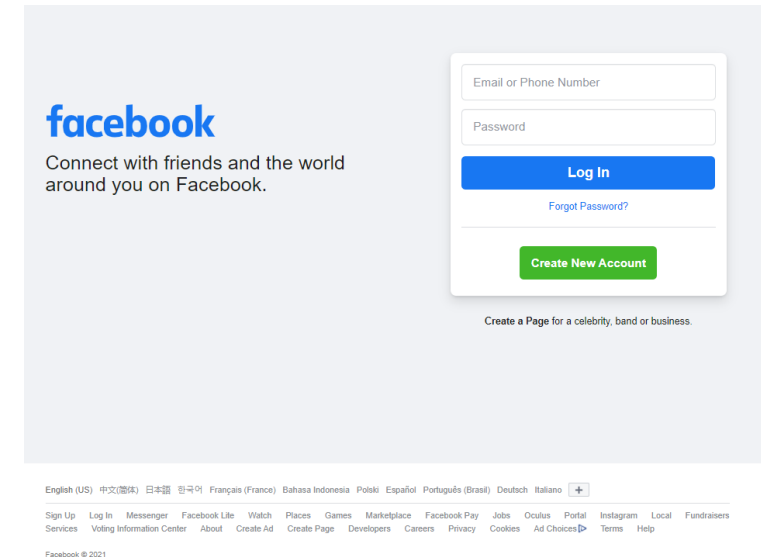 facebook
Connect with friends and the world
around you on Facebook.
Email or Phone Number
Password
Log In
Forgot Password?
Create New Account
Create a Page for a celebrity, band or business.
English (US) 中文(简体) 日本語 한국어 Français (France) Bahasa Indonesia Polski Español Português (Brasil) Deutsch Italiano +
Sign Up Log In Messenger Facebook Lite Watch Places Games Marketplace Facebook Pay Jobs Oculus Portal Instagram Local Fundraisers
Services Voting Information Center About Create Ad Create Page Developers Careers Privacy Cookies Ad Choices Terms Help
Facebook © 2021